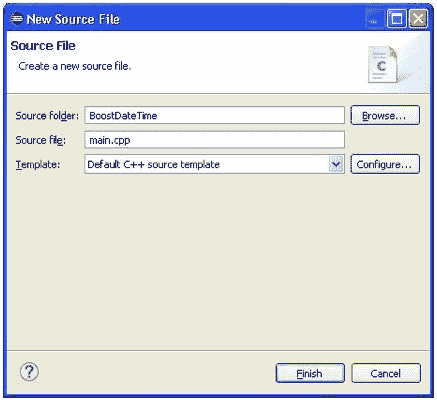 New Source File
Source File
Create a new source file.
C
Source folder: BoostDateTime Browse...
Source file: main.cpp
Template: Default C++ source template Configure...
? Finish Cancel